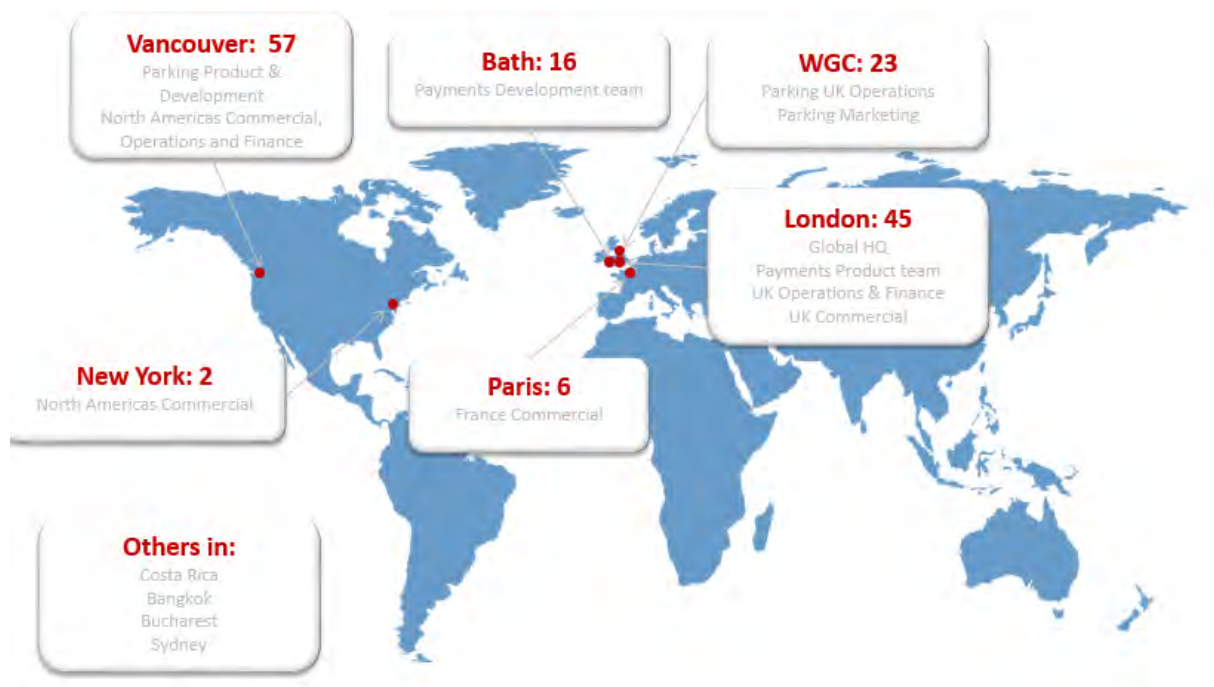 Vancouver: 57
Parking Product &
Development
North Americas Commercial,
Operations and Finance
Bath: 16
Payments Development team
WGC: 23
Parking UK Operations
Parking Marketing
London: 45
Global HQ
Payments Product team
UK Operations & Finance
UK Commercial
New York: 2
North Americas Commercial
Paris: 6
France Commercial
Others in:
Costa Rica
Bangkok
Bucharest
Sydney